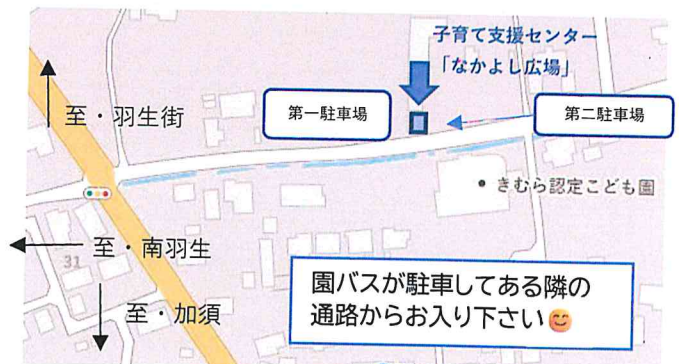 子育て支援センター
「なかよし広場」
第一駐車場
第二駐車場
至・羽生街
きむら認定こども園
31
至・南羽生
至・加須
園バスが駐車してある隣の
通路からお入り下さい😊